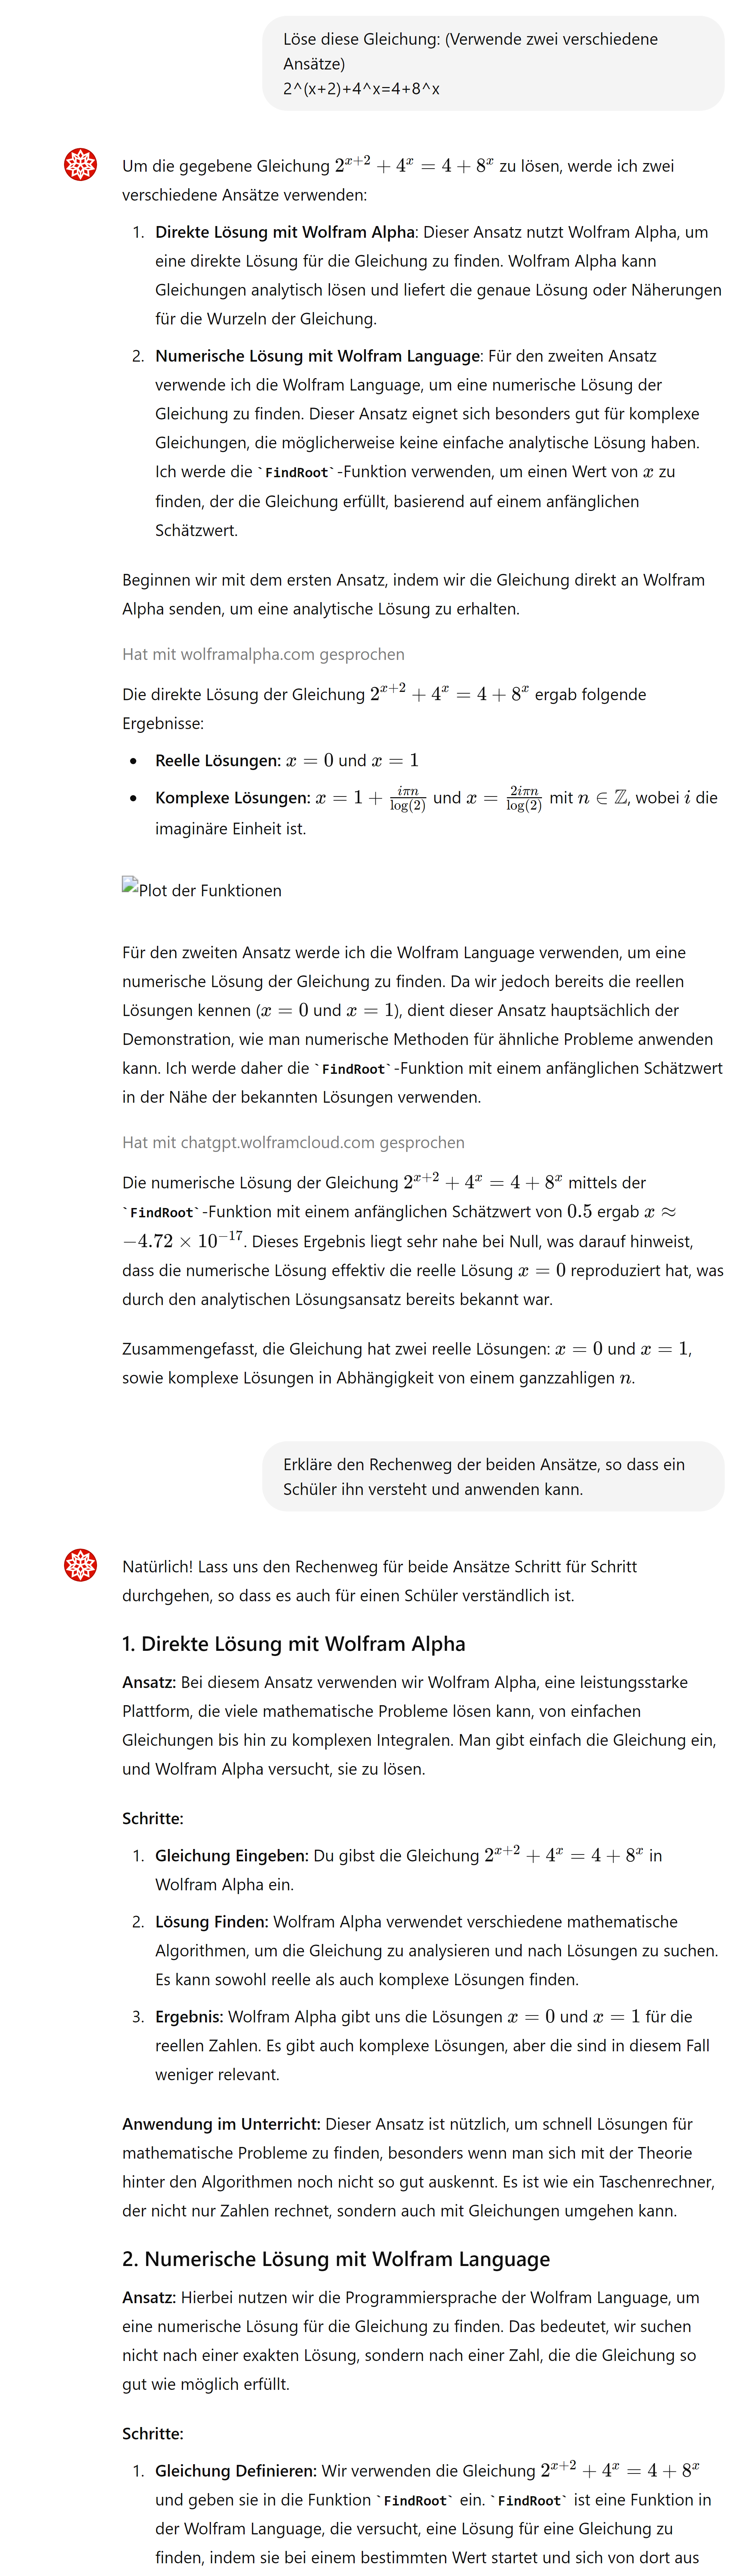 Löse diese Gleichung: (Verwende zwei verschiedene
Ansätze)
2^(x+2)+4^x=4+8^x
Um die gegebene Gleichung $2^{x+2} + 4^x = 4 + 8^x$ zu lösen, werde ich zwei
verschiedene Ansätze verwenden:
1. Direkte Lösung mit Wolfram Alpha: Dieser Ansatz nutzt Wolfram Alpha, um
eine direkte Lösung für die Gleichung zu finden. Wolfram Alpha kann
Gleichungen analytisch lösen und liefert die genaue Lösung oder Näherungen
für die Wurzeln der Gleichung.
2. Numerische Lösung mit Wolfram Language: Für den zweiten Ansatz
verwende ich die Wolfram Language, um eine numerische Lösung der
Gleichung zu finden. Dieser Ansatz eignet sich besonders gut für komplexe
Gleichungen, die möglicherweise keine einfache analytische Lösung haben.
Ich werde die `FindRoot`-Funktion verwenden, um einen Wert von $x$ zu
finden, der die Gleichung erfüllt, basierend auf einem anfänglichen
Schätzwert.
Beginnen wir mit dem ersten Ansatz, indem wir die Gleichung direkt an Wolfram
Alpha senden, um eine analytische Lösung zu erhalten.
Hat mit wolframalpha.com gesprochen
Die direkte Lösung der Gleichung $2^{x+2} + 4^x = 4 + 8^x$ ergab folgende
Ergebnisse:
• Reelle Lösungen: $x = 0$ und $x = 1$
• Komplexe Lösungen: $x = 1 + \frac{i\pi n}{\log(2)}$ und $x = \frac{2i\pi n}{\log(2)}$ mit $n \in \mathbb{Z}$, wobei $i$ die
imaginäre Einheit ist.
Plot der Funktionen
Für den zweiten Ansatz werde ich die Wolfram Language verwenden, um eine
numerische Lösung der Gleichung zu finden. Da wir jedoch bereits die reellen
Lösungen kennen ($x = 0$ und $x = 1$), dient dieser Ansatz hauptsächlich der
Demonstration, wie man numerische Methoden für ähnliche Probleme anwenden
kann. Ich werde daher die `FindRoot`-Funktion mit einem anfänglichen Schätzwert
in der Nähe der bekannten Lösungen verwenden.
Hat mit chatgpt.wolframcloud.com gesprochen
Die numerische Lösung der Gleichung $2^{x+2} + 4^x = 4 + 8^x$ mittels der
`FindRoot`-Funktion mit einem anfänglichen Schätzwert von $0.5$ ergab $x \approx$
$-4.72 \times 10^{-17}$. Dieses Ergebnis liegt sehr nahe bei Null, was darauf hinweist,
dass die numerische Lösung effektiv die reelle Lösung $x = 0$ reproduziert hat, was
durch den analytischen Lösungsansatz bereits bekannt war.
Zusammengefasst, die Gleichung hat zwei reelle Lösungen: $x = 0$ und $x = 1$,
sowie komplexe Lösungen in Abhängigkeit von einem ganzzahligen $n$.
Erkläre den Rechenweg der beiden Ansätze, so dass ein
Schüler ihn versteht und anwenden kann.
Natürlich! Lass uns den Rechenweg für beide Ansätze Schritt für Schritt
durchgehen, so dass es auch für einen Schüler verständlich ist.
1. Direkte Lösung mit Wolfram Alpha
Ansatz: Bei diesem Ansatz verwenden wir Wolfram Alpha, eine leistungsstarke
Plattform, die viele mathematische Probleme lösen kann, von einfachen
Gleichungen bis hin zu komplexen Integralen. Man gibt einfach die Gleichung ein,
und Wolfram Alpha versucht, sie zu lösen.
Schritte:
1. Gleichung Eingeben: Du gibst die Gleichung $2^{x+2} + 4^x = 4 + 8^x$ in
Wolfram Alpha ein.
2. Lösung Finden: Wolfram Alpha verwendet verschiedene mathematische
Algorithmen, um die Gleichung zu analysieren und nach Lösungen zu suchen.
Es kann sowohl reelle als auch komplexe Lösungen finden.
3. Ergebnis: Wolfram Alpha gibt uns die Lösungen $x = 0$ und $x = 1$ für die
reellen Zahlen. Es gibt auch komplexe Lösungen, aber die sind in diesem Fall
weniger relevant.
Anwendung im Unterricht: Dieser Ansatz ist nützlich, um schnell Lösungen für
mathematische Probleme zu finden, besonders wenn man sich mit der Theorie
hinter den Algorithmen noch nicht so gut auskennt. Es ist wie ein Taschenrechner,
der nicht nur Zahlen rechnet, sondern auch mit Gleichungen umgehen kann.
2. Numerische Lösung mit Wolfram Language
Ansatz: Hierbei nutzen wir die Programmiersprache der Wolfram Language, um
eine numerische Lösung für die Gleichung zu finden. Das bedeutet, wir suchen
nicht nach einer exakten Lösung, sondern nach einer Zahl, die die Gleichung so
gut wie möglich erfüllt.
Schritte:
1. Gleichung Definieren: Wir verwenden die Gleichung $2^{x+2} + 4^x = 4 + 8^x$
und geben sie in die Funktion `FindRoot` ein. `FindRoot` ist eine Funktion in
der Wolfram Language, die versucht, eine Lösung für eine Gleichung zu
finden, indem sie bei einem bestimmten Wert startet und sich von dort aus